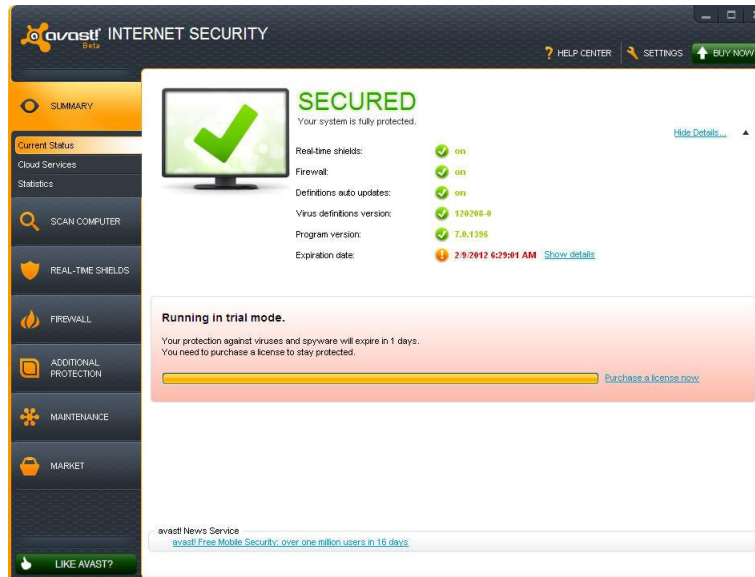 avast! INTERNET SECURITY
Beta
? HELP CENTER
SETTINGS
BUY NOW
SUMMARY
Current Status
Cloud Services
Statistics
SCAN COMPUTER
REAL-TIME SHIELDS
FIREWALL
ADDITIONAL
PROTECTION
MAINTENANCE
MARKET
LIKE AVAST?
SECURED
Your system is fully protected.
Hide Details...
Real-time shields: on
Firewall: on
Definitions auto updates: on
Virus definitions version: 120208-0
Program version: 7.0.1396
Expiration date: 2/9/2012 6:29:01 AM Show details
Running in trial mode.
Your protection against viruses and spyware will expire in 1 days.
You need to purchase a license to stay protected.
Purchase a license now
avast! News Service
avast! Free Mobile Security: over one million users in 16 days